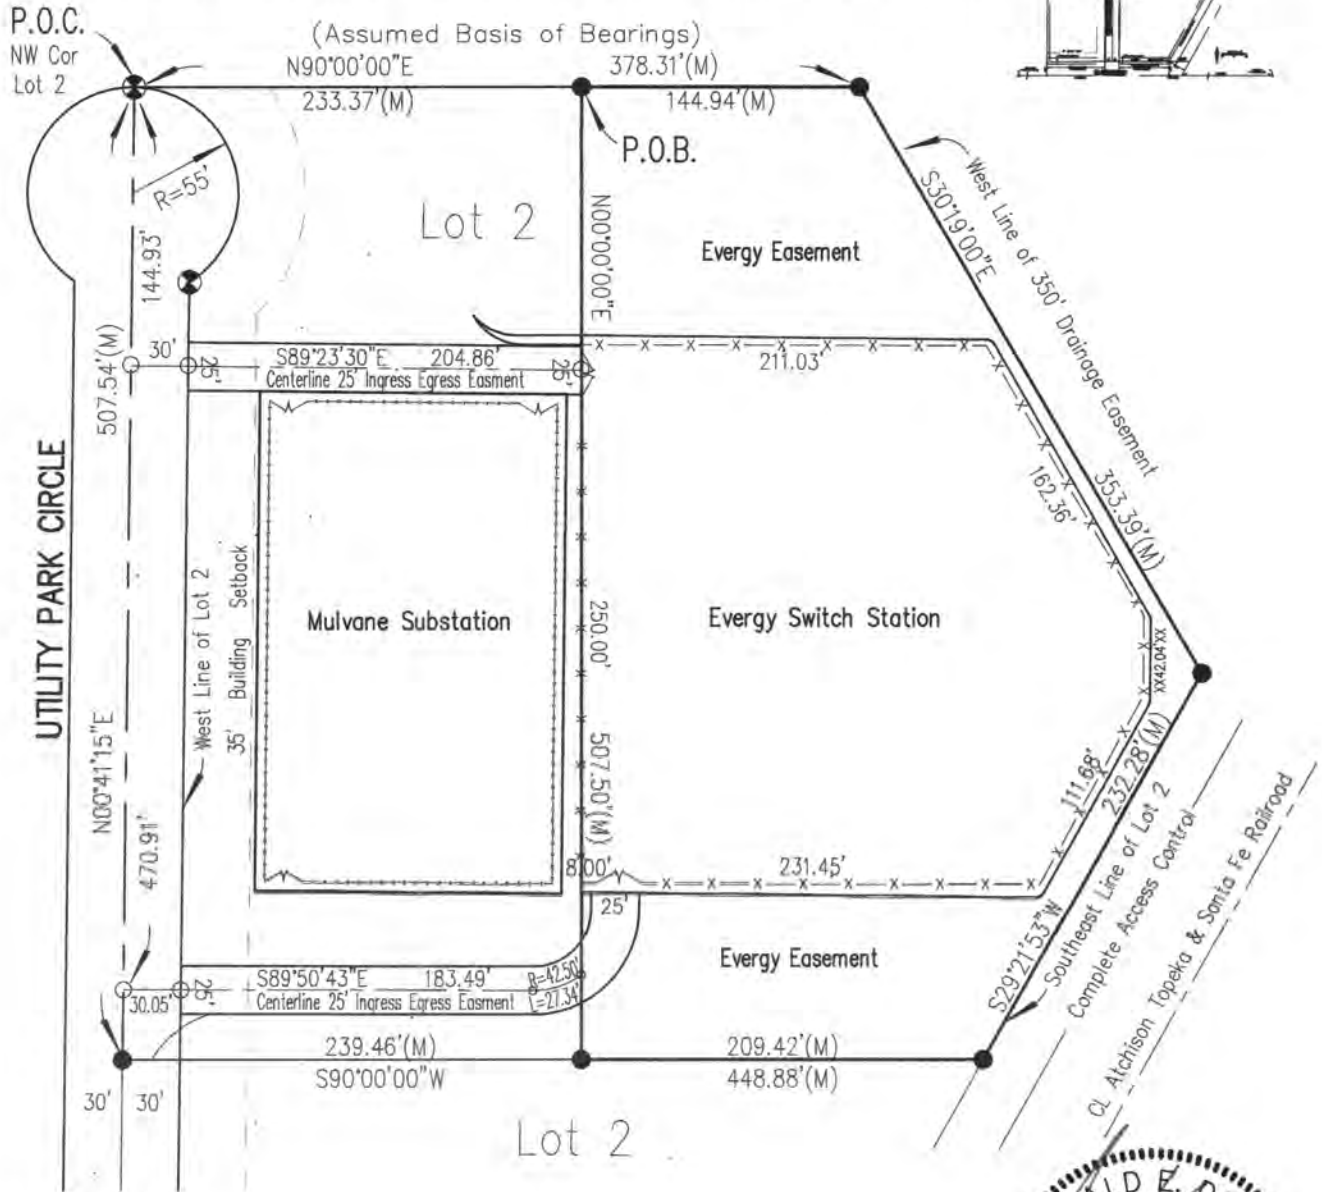 P.O.C.
NW Cor
Lot 2
(Assumed Basis of Bearings)
N90°00'00"E
378.31'(M)
233.37'(M)
144.94'(M)
P.O.B.
R=55'
Lot 2
N00°00'00"E
Evergy Easement
S30°19'00"E
West Line of 350' Drainage Easement
144.93'
507.54'(M)
30'
25'
S89°23'30"E 204.86'
Centerline 25' Ingress Egress Easment
25'
211.03'
353.39'(M)
162.36'
XX42.04'XX
UTILITY PARK CIRCLE
West Line of Lot 2
35' Building Setback
Mulvane Substation
250.00'
Evergy Switch Station
507.50'(M)
N00°41'15"E
470.91'
111.68'
232.28'(M)
8.00'
231.45'
25'
Southeast Line of Lot 2
Complete Access Control
CL Atchison Topeka & Santa Fe Railroad
S29°21'53"W
Evergy Easement
30.05'
25'
S89°50'43"E 183.49'
Centerline 25' Ingress Egress Easment
R=42.50'
L=27.34'
239.46'(M)
209.42'(M)
S90°00'00"W
448.88'(M)
30' 30'
Lot 2